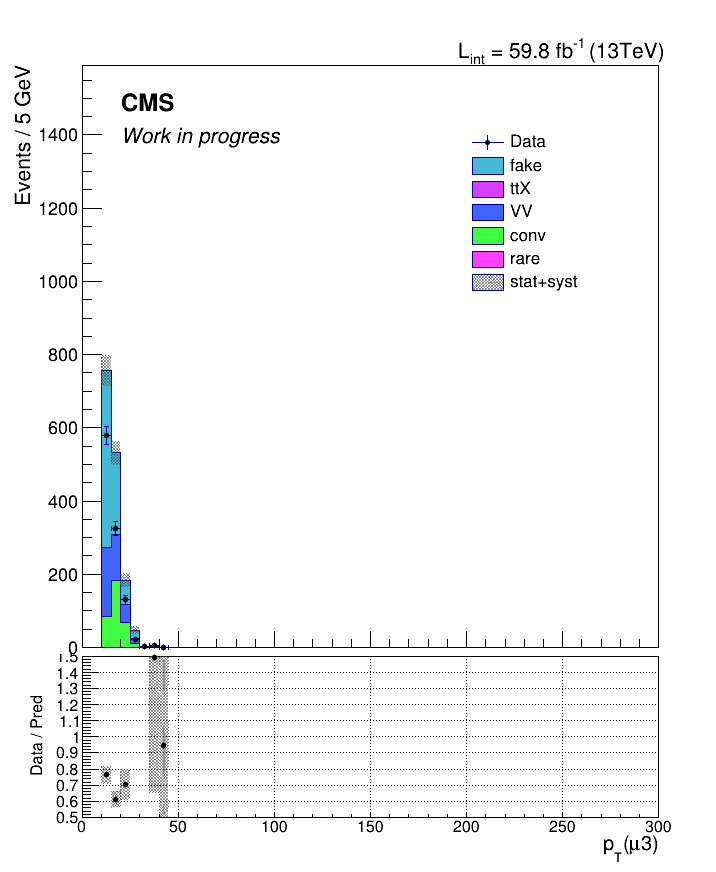 L_int = 59.8 fb⁻¹ (13TeV)
Events / 5 GeV
CMS
Work in progress
Data
fake
ttX
VV
conv
rare
stat+syst
1400
1200
1000
800
600
400
200
0
Data / Pred
1.5
1.4
1.3
1.2
1.1
1
0.9
0.8
0.7
0.6
0.5
0 50 100 150 200 250 300
p_T(μ3)